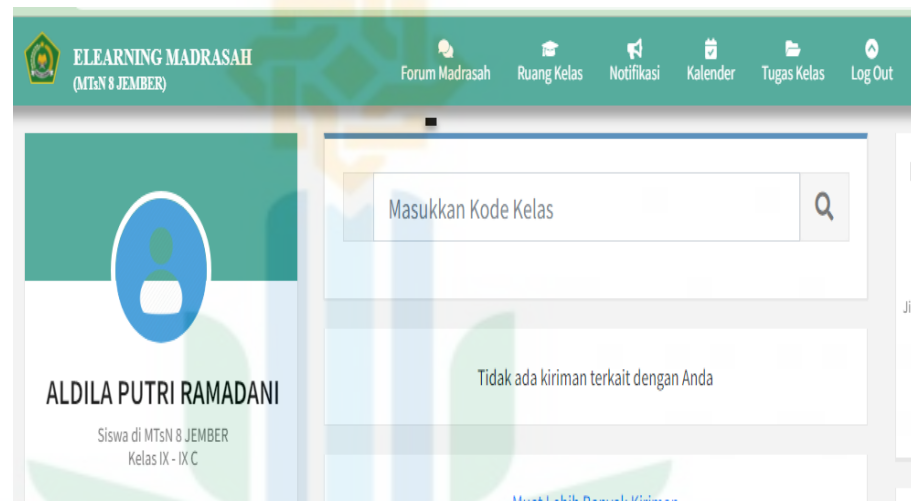 ELEARNING MADRASAH
(MTsN 8 JEMBER)
Forum Madrasah
Ruang Kelas
Notifikasi
Kalender
Tugas Kelas
Log Out
Masukkan Kode Kelas
Tidak ada kiriman terkait dengan Anda
ALDILA PUTRI RAMADANI
Siswa di MTsN 8 JEMBER
Kelas IX - IX C